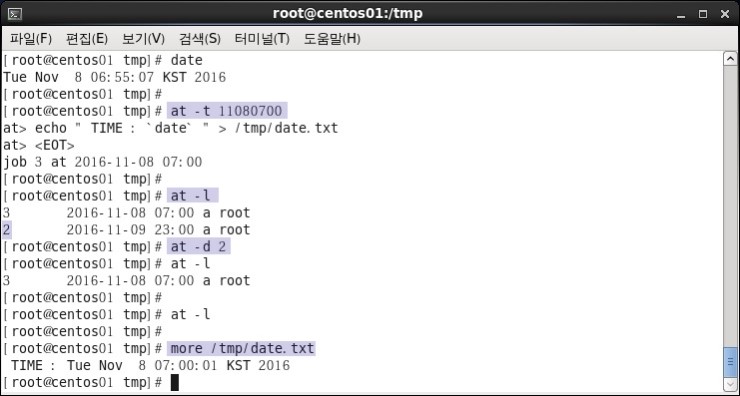 root@centos01:/tmp
파일(F) 편집(E) 보기(V) 검색(S) 터미널(T) 도움말(H)
[root@centos01 tmp]# date
Tue Nov  8 06:55:07 KST 2016
[root@centos01 tmp]#
[root@centos01 tmp]# at -t 11080700
at> echo " TIME : `date` " > /tmp/date.txt
at> <EOT>
job 3 at 2016-11-08 07:00
[root@centos01 tmp]#
[root@centos01 tmp]# at -l
3       2016-11-08 07:00 a root
2       2016-11-09 23:00 a root
[root@centos01 tmp]# at -d 2
[root@centos01 tmp]# at -l
3       2016-11-08 07:00 a root
[root@centos01 tmp]#
[root@centos01 tmp]# at -l
[root@centos01 tmp]#
[root@centos01 tmp]# more /tmp/date.txt
 TIME : Tue Nov  8 07:00:01 KST 2016
[root@centos01 tmp]#